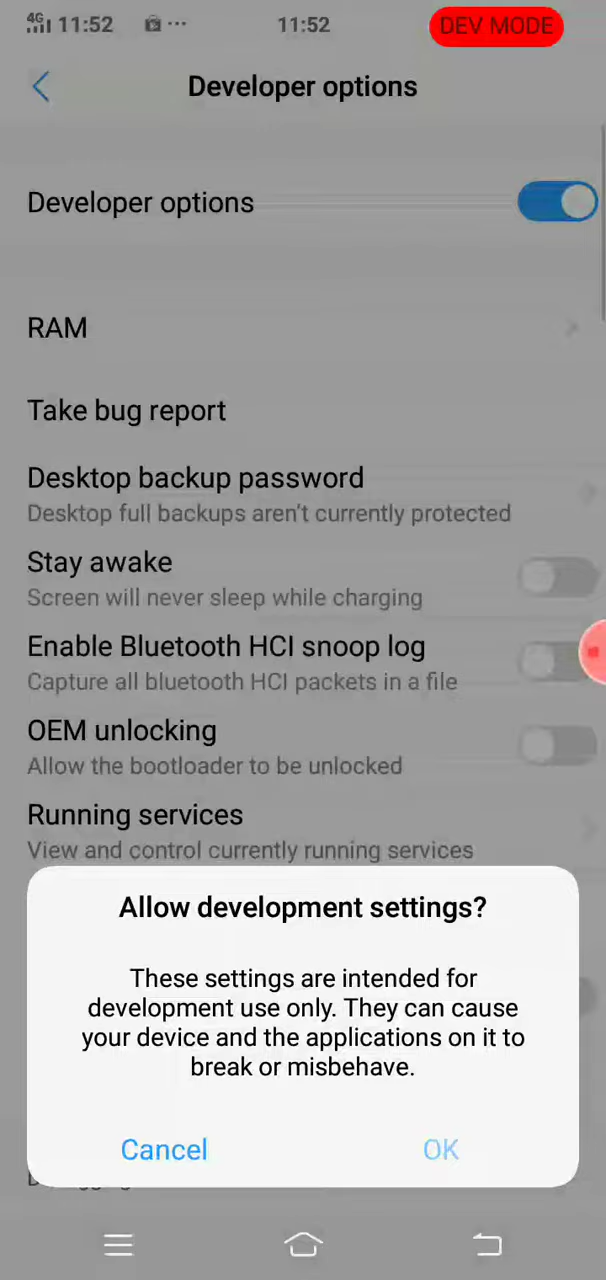 4G 11:52 ... 11:52 DEV MODE
Developer options
Developer options
RAM
Take bug report
Desktop backup password
Desktop full backups aren't currently protected
Stay awake
Screen will never sleep while charging
Enable Bluetooth HCI snoop log
Capture all bluetooth HCI packets in a file
OEM unlocking
Allow the bootloader to be unlocked
Running services
View and control currently running services
Allow development settings?
These settings are intended for
development use only. They can cause
your device and the applications on it to
break or misbehave.
Cancel OK